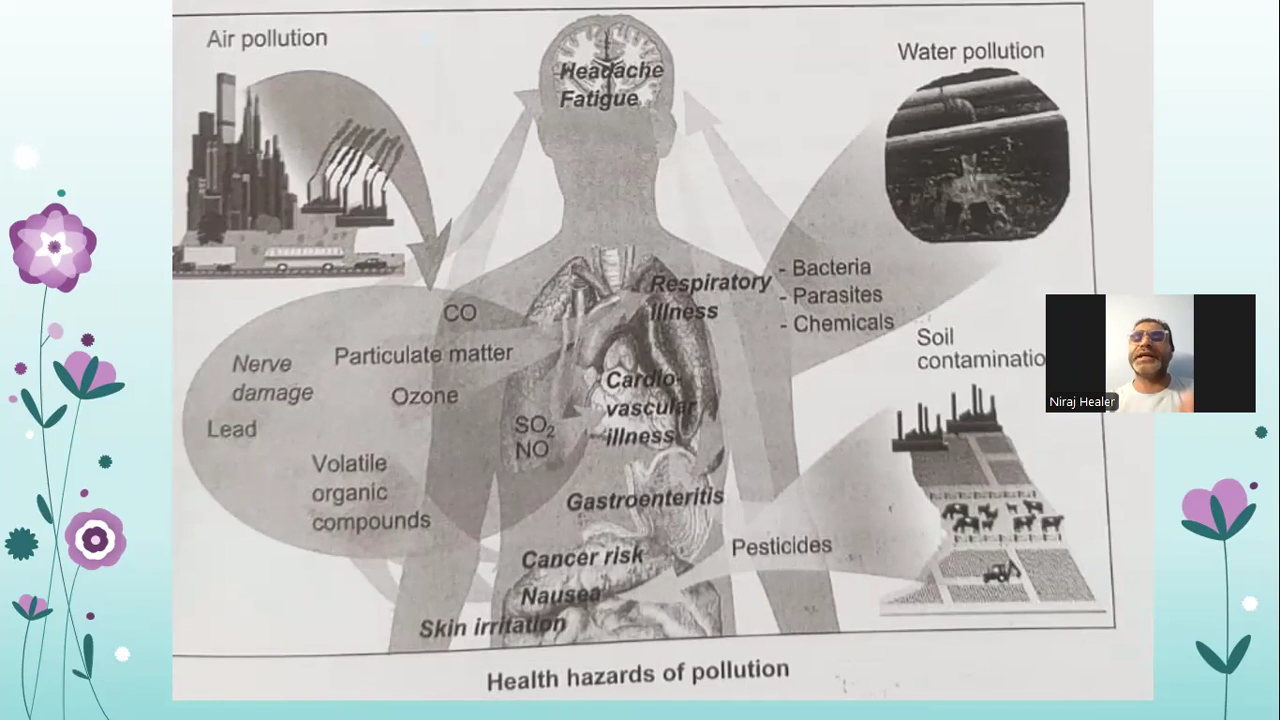 Air pollution
Water pollution
Headache
Fatigue
- Bacteria
- Parasites
- Chemicals
Respiratory
illness
CO
Particulate matter
Ozone
Nerve
damage
Lead
SO₂
NO
Volatile
organic
compounds
Cardio-
vascular
illness
Soil
contaminatio
Niraj Healer
Gastroenteritis
Pesticides
Cancer risk
Nausea
Skin irritation
Health hazards of pollution